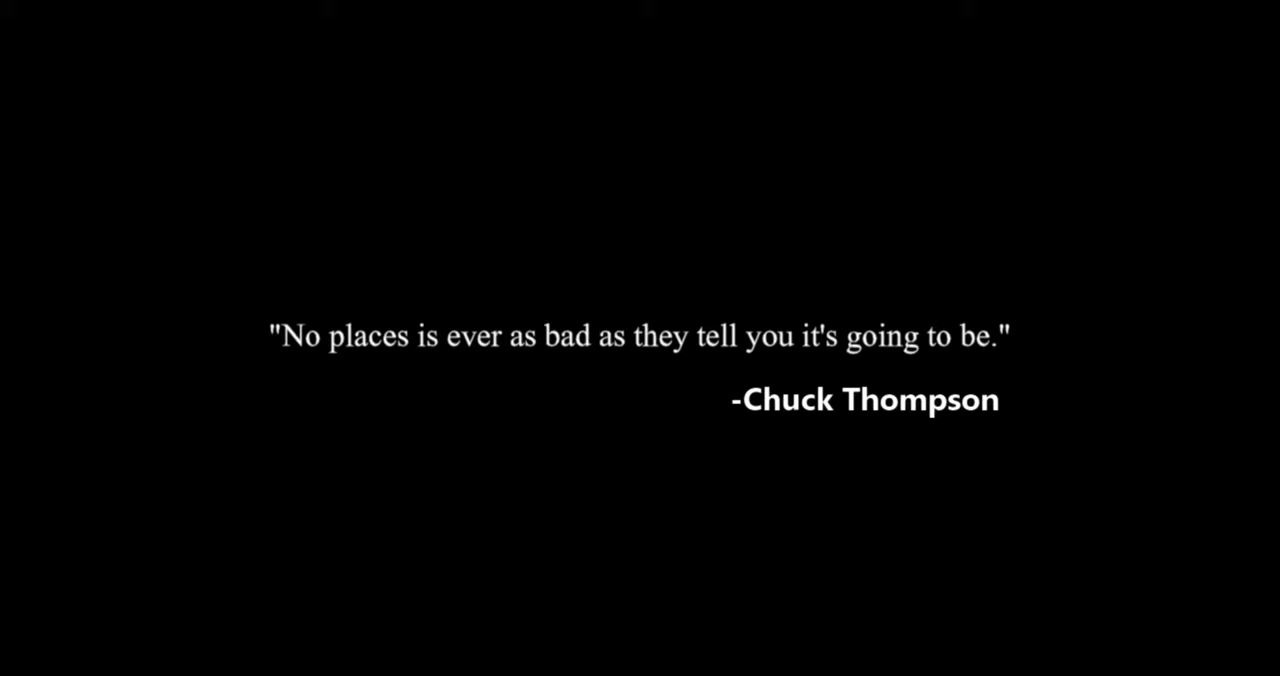 "No places is ever as bad as they tell you it's going to be."
-Chuck Thompson